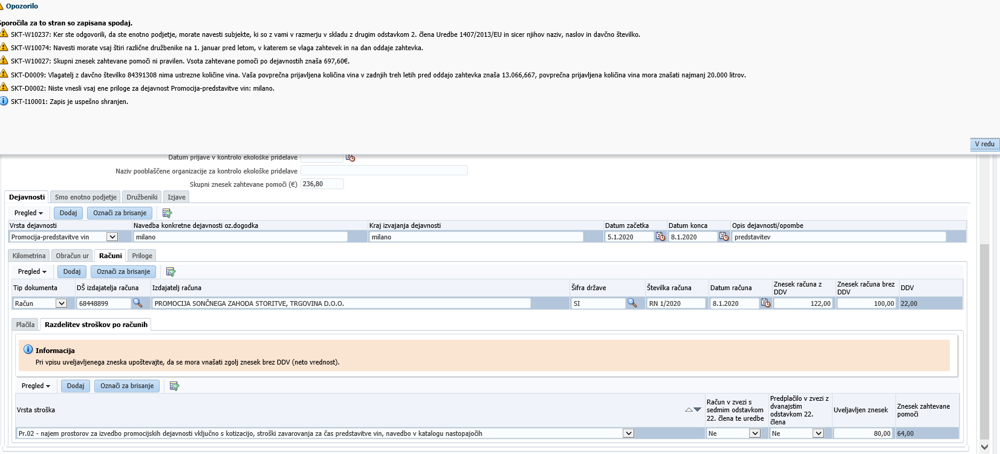 Opozorilo
Sporočila za to stran so zapisana spodaj.
SKT-W10237: Ker ste odgovorili, da ste enotno podjetje, morate navesti subjekte, ki so z vami v razmerju v skladu z drugim odstavkom 2. člena Uredbe 1407/2013/EU in sicer njihov naziv, naslov in davčno številko.
SKT-W10074: Navesti morate vsaj štiri različne družbenike na 1. januar pred letom, v katerem se vlaga zahtevek in na dan oddaje zahtevka.
SKT-W10027: Skupni znesek zahtevane pomoči ni pravilen. Vsota zahtevane pomoči po dejavnostih znaša 697,60€.
SKT-D0009: Vlagatelj z davčno številko 84391308 nima ustrezne količine vina. Vaša povprečna prijavljena količina vina v zadnjih treh letih pred oddajo zahtevka znaša 13.066,667, povprečna prijavljena količina vina mora znašati najmanj 20.000 litrov.
SKT-D0002: Niste vnesli vsaj ene priloge za dejavnost Promocija-predstavitve vin: milano.
SKT-I10001: Zapis je uspešno shranjen.
V redu
Datum prijave v kontrolo ekološke pridelave
Naziv pooblaščene organizacije za kontrolo ekološke pridelave
Skupni znesek zahtevane pomoči (€) 236,80
Dejavnosti Smo enotno podjetje Družbeniki Izjave
Pregled Dodaj Označi za brisanje
Vrsta dejavnosti Navedba konkretne dejavnosti oz.dogodka Kraj izvajanja dejavnosti Datum začetka Datum konca Opis dejavnosti/opombe
Promocija-predstavitve vin milano milano 5.1.2020 8.1.2020 predstavitev
Kilometrina Obračun ur Računi Priloge
Pregled Dodaj Označi za brisanje
Tip dokumenta DŠ izdajatelja računa Izdajatelj računa Šifra države Številka računa Datum računa Znesek računa z DDV Znesek računa brez DDV DDV
Račun 68448899 PROMOCIJA SONČNEGA ZAHODA STORITVE, TRGOVINA D.O.O. SI RN 1/2020 8.1.2020 122,00 100,00 22,00
Plačila Razdelitev stroškov po računih
Informacija
Pri vpisu uveljavljenega zneska upoštevajte, da se mora vnašati zgolj znesek brez DDV (neto vrednost).
Pregled Dodaj Označi za brisanje
Vrsta stroška Račun v zvezi s sedmim odstavkom 22. člena te uredbe Predplačilo v zvezi z dvanajstim odstavkom 22. člena Uveljavljen znesek Znesek zahtevane pomoči
Pr.02 - najem prostorov za izvedbo promocijskih dejavnosti vključno s kotizacijo, stroški zavarovanja za čas predstavitve vin, navedbo v katalogu nastopajočih Ne Ne 80,00 64,00